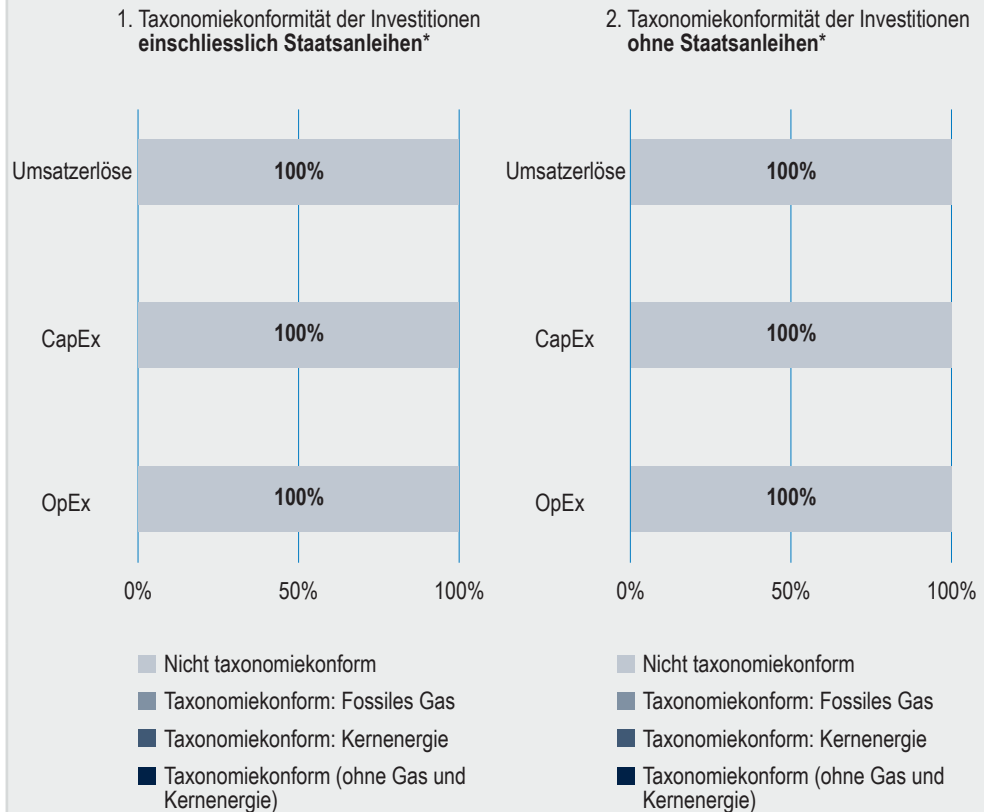 1. Taxonomiekonformität der Investitionen
einschliesslich Staatsanleihen*
Umsatzerlöse
100%
CapEx
100%
OpEx
100%
0% 50% 100%
Nicht taxonomiekonform
Taxonomiekonform: Fossiles Gas
Taxonomiekonform: Kernenergie
Taxonomiekonform (ohne Gas und
Kernenergie)
2. Taxonomiekonformität der Investitionen
ohne Staatsanleihen*
Umsatzerlöse
100%
CapEx
100%
OpEx
100%
0% 50% 100%
Nicht taxonomiekonform
Taxonomiekonform: Fossiles Gas
Taxonomiekonform: Kernenergie
Taxonomiekonform (ohne Gas und
Kernenergie)